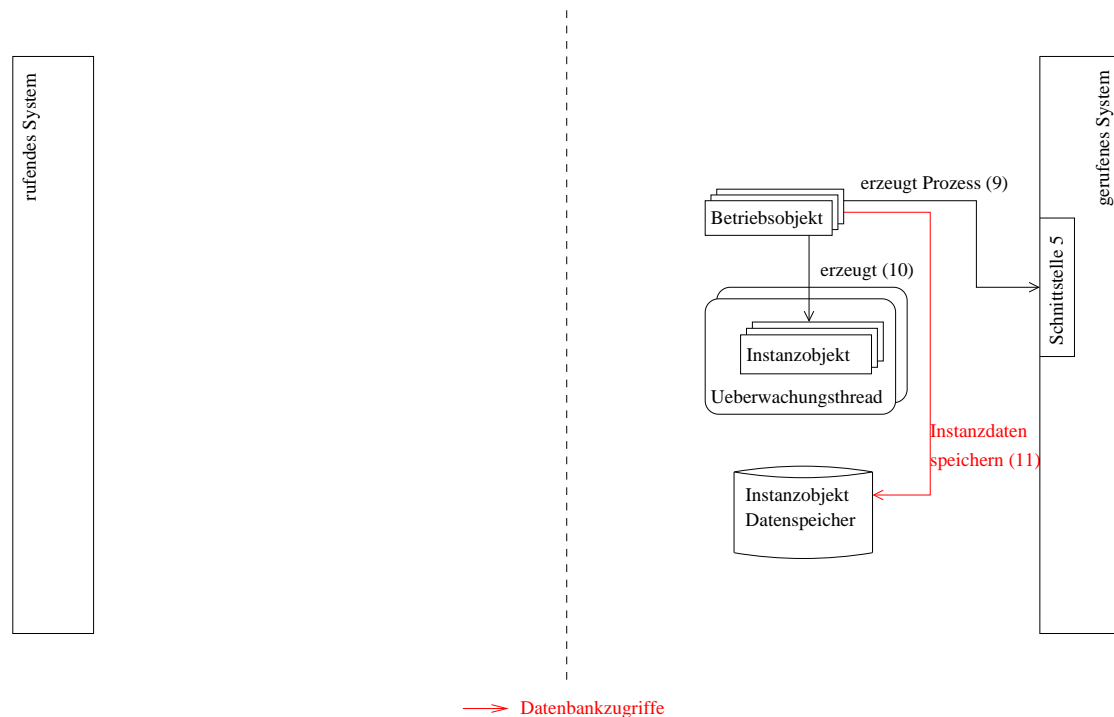 rufendes System
gerufenes System
erzeugt Prozess (9)
Betriebsobjekt
Schnittstelle 5
erzeugt (10)
Instanzobjekt
Ueberwachungsthread
Instanzdaten
speichern (11)
Instanzobjekt
Datenspeicher
Datenbankzugriffe